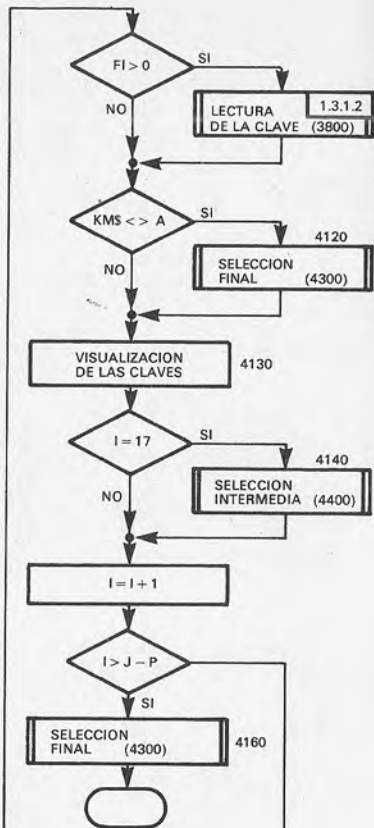 FI > 0
SI
NO
LECTURA
1.3.1.2
DE LA CLAVE (3800)
KM$ < > A
SI
4120
NO
SELECCION
FINAL (4300)
VISUALIZACION
DE LAS CLAVES
4130
I = 17
SI
4140
NO
SELECCION
INTERMEDIA (4400)
I = I + 1
I > J – P
SI
SELECCION
FINAL (4300)
4160